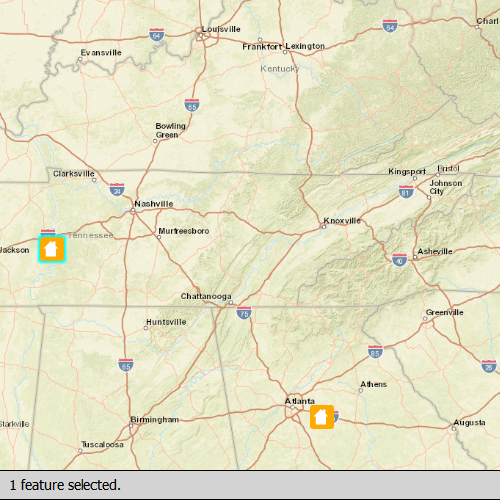 64
Louisville
64
Charl
Frankfort
Lexington
Evansville
Kentucky
65
Bowling
Green
Clarksville
24
Kingsport
Bristol
81
Johnson
City
Nashville
Knoxville
Tennessee
Murfreesboro
Jackson
Asheville
40
Chattanooga
75
Greenville
Huntsville
85
65
26
Athens
Atlanta
Birmingham
Augusta
Starkville
Tuscaloosa
1 feature selected.